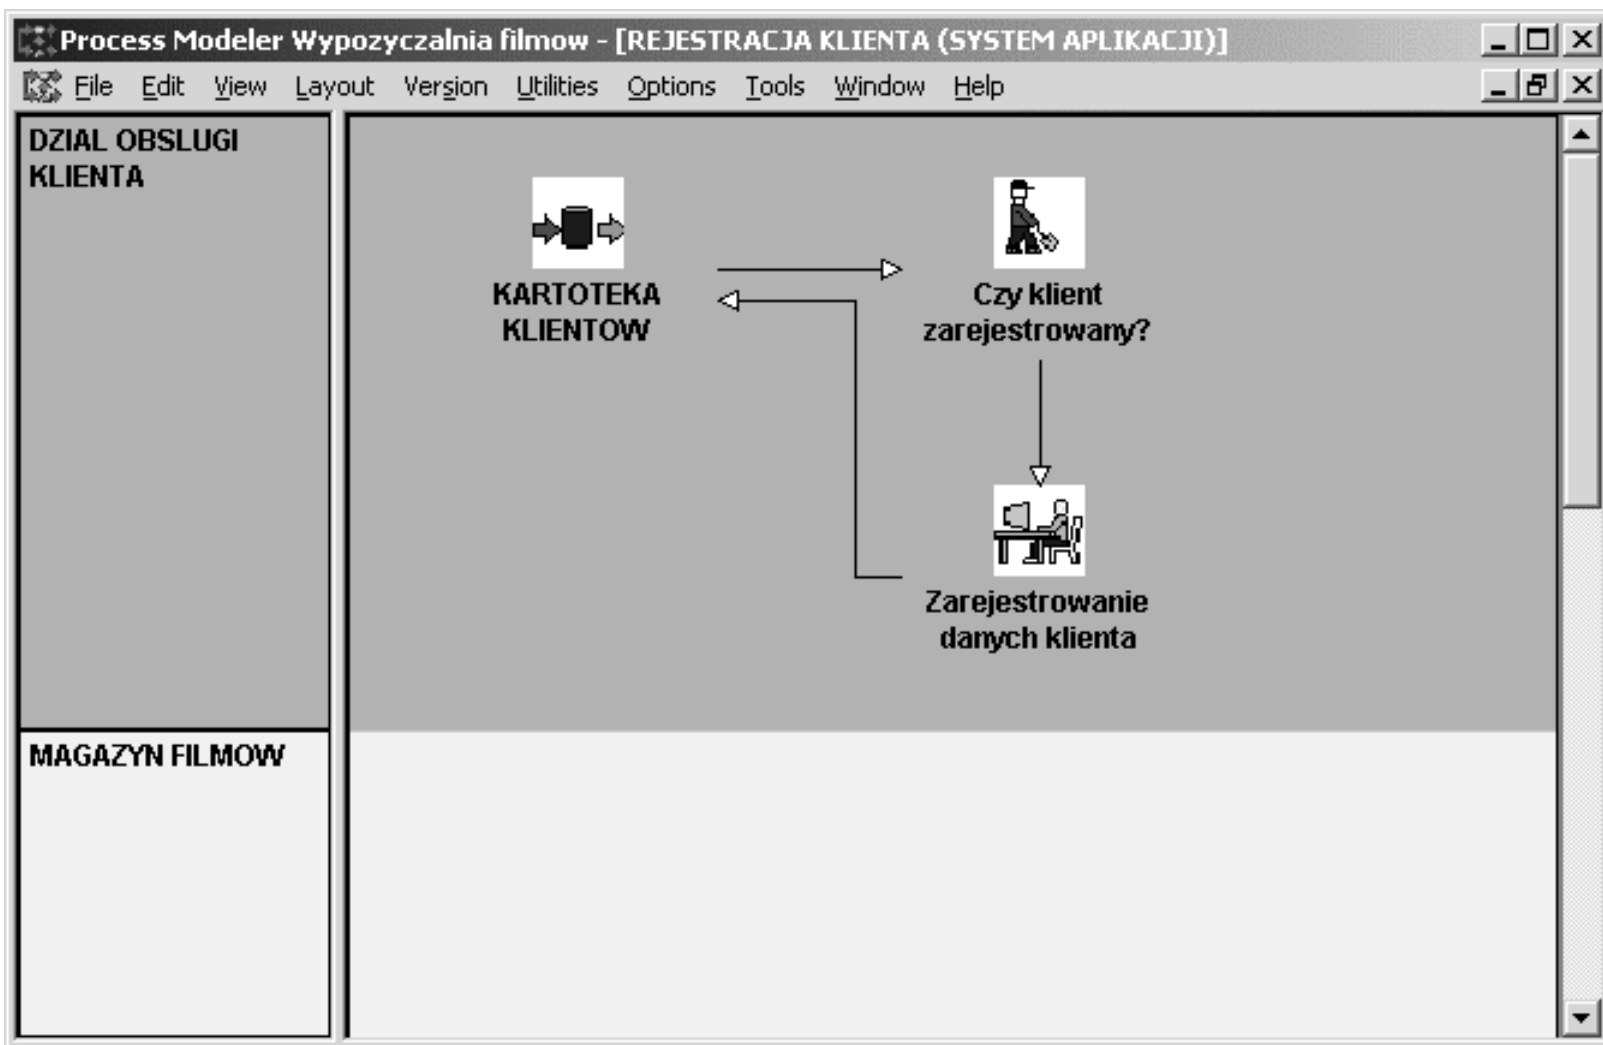 Process Modeler Wypozyczalnia filmow - [REJESTRACJA KLIENTA (SYSTEM APLIKACJI)]
File Edit View Layout Version Utilities Options Tools Window Help
DZIAL OBSLUGI
KLIENTA
KARTOTEKA
KLIENTOW
Czy klient
zarejestrowany?
Zarejestrowanie
danych klienta
MAGAZYN FILMOW